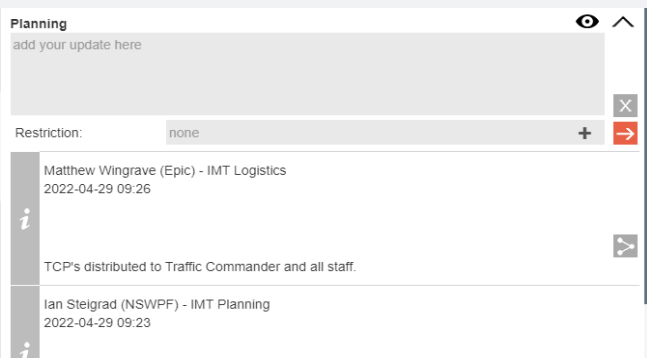 Planning
add your update here
X
Restriction: none +
Matthew Wingrave (Epic) - IMT Logistics
2022-04-29 09:26
i
TCP's distributed to Traffic Commander and all staff.
Ian Steigrad (NSWPF) - IMT Planning
2022-04-29 09:23
i